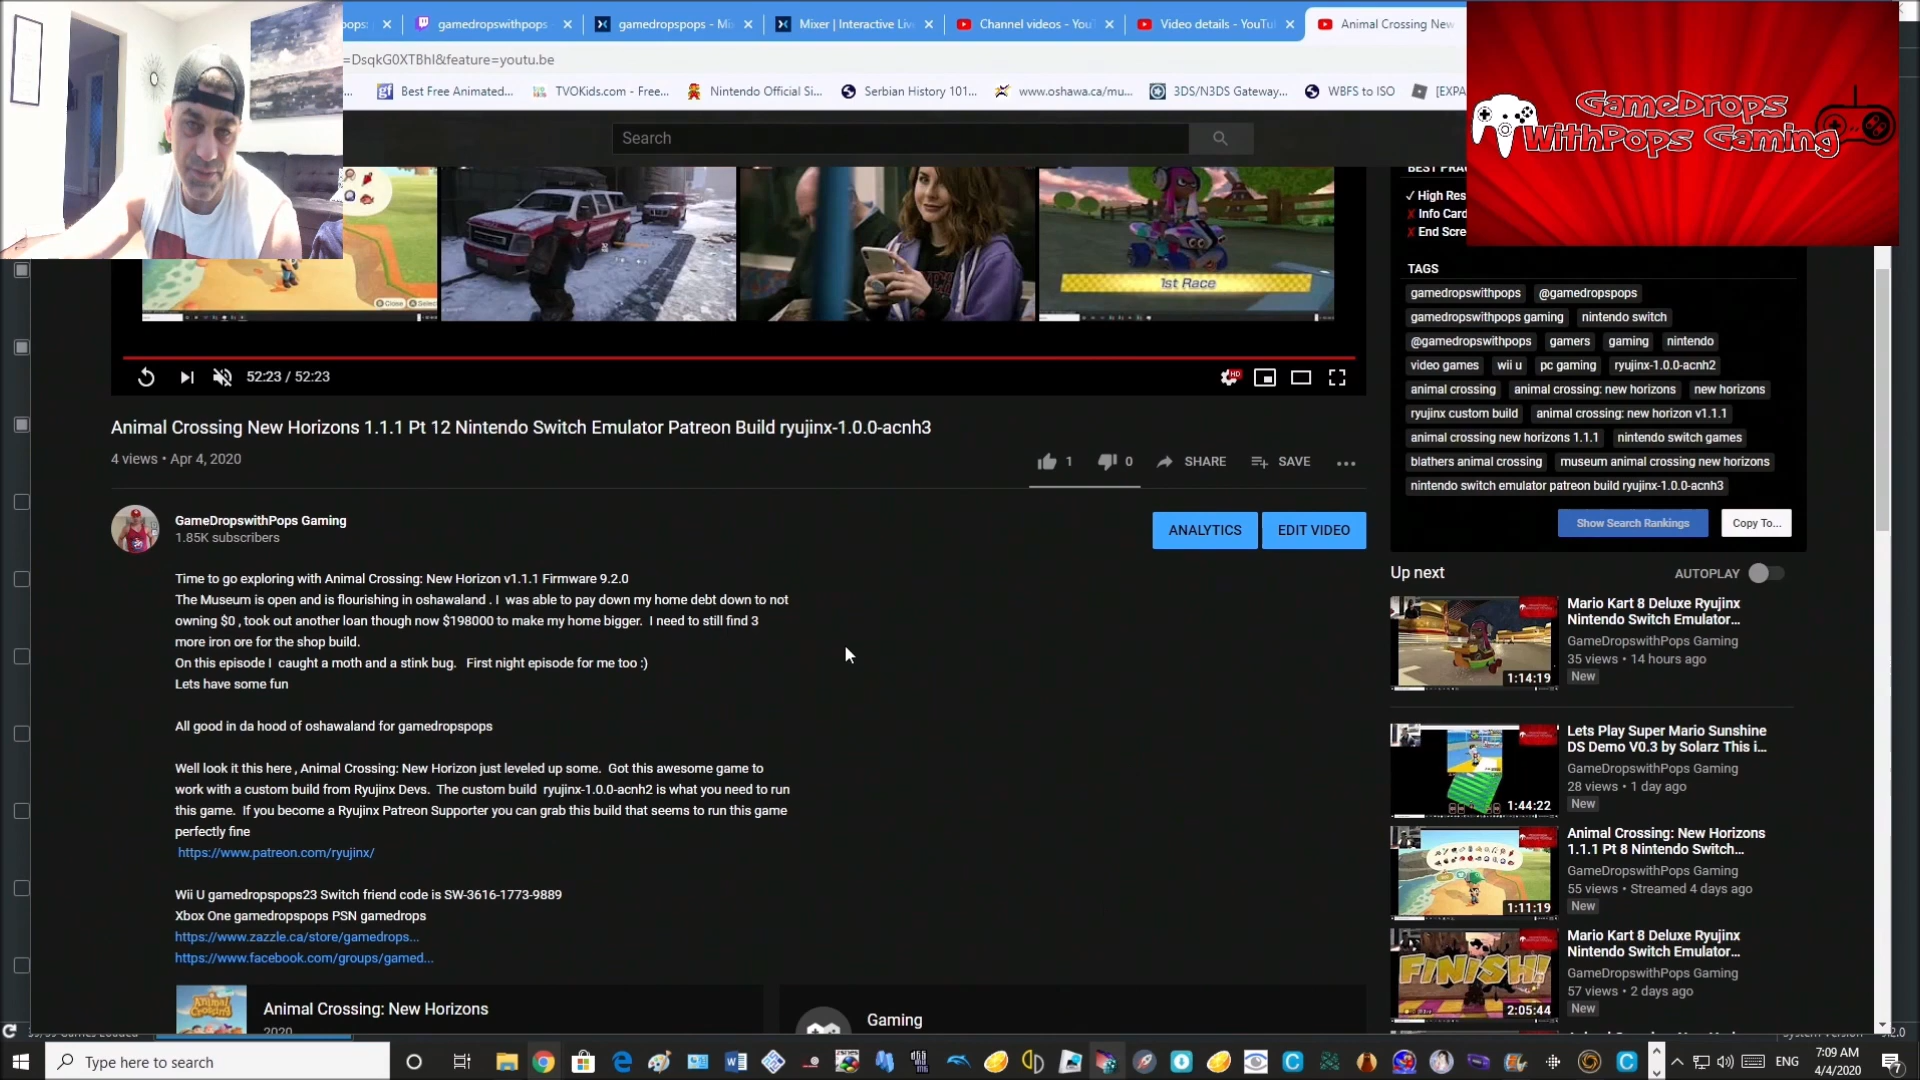 gamedropswithpops
gamedropspops - Mi
Mixer | Interactive Liv
Channel videos - You
Video details - YouTu
Animal Crossing New
=DsqkG0XTBhI&feature=youtu.be
Best Free Animated...
TVOKids.com - Free...
Nintendo Official Si...
Serbian History 101...
www.oshawa.ca/mu...
3DS/N3DS Gateway...
WBFS to ISO
[EXPA
GameDrops
WithPops Gaming
Search
High Res
Info Card
End Scre
1st Race
52:23 / 52:23
HD
Animal Crossing New Horizons 1.1.1 Pt 12 Nintendo Switch Emulator Patreon Build ryujinx-1.0.0-acnh3
4 views • Apr 4, 2020
1
0
SHARE
SAVE
GameDropswithPops Gaming
1.85K subscribers
ANALYTICS
EDIT VIDEO
Time to go exploring with Animal Crossing: New Horizon v1.1.1 Firmware 9.2.0
The Museum is open and is flourishing in oshawaland . I was able to pay down my home debt down to not
owning $0 , took out another loan though now $198000 to make my home bigger. I need to still find 3
more iron ore for the shop build.
On this episode I caught a moth and a stink bug. First night episode for me too :)
Lets have some fun
All good in da hood of oshawaland for gamedropspops
Well look it this here , Animal Crossing: New Horizon just leveled up some. Got this awesome game to
work with a custom build from Ryujinx Devs. The custom build ryujinx-1.0.0-acnh2 is what you need to run
this game. If you become a Ryujinx Patreon Supporter you can grab this build that seems to run this game
perfectly fine
https://www.patreon.com/ryujinx/
Wii U gamedropspops23 Switch friend code is SW-3616-1773-9889
Xbox One gamedropspops PSN gamedrops
https://www.zazzle.ca/store/gamedrops...
https://www.facebook.com/groups/gamed...
Animal Crossing: New Horizons
2020
Gaming
TAGS
gamedropswithpops @gamedropspops
gamedropswithpops gaming nintendo switch
@gamedropswithpops gamers gaming nintendo
video games wii u pc gaming ryujinx-1.0.0-acnh2
animal crossing animal crossing: new horizons new horizons
ryujinx custom build animal crossing: new horizon v1.1.1
animal crossing new horizons 1.1.1 nintendo switch games
blathers animal crossing museum animal crossing new horizons
nintendo switch emulator patreon build ryujinx-1.0.0-acnh3
Show Search Rankings
Copy To...
Up next
AUTOPLAY
Mario Kart 8 Deluxe Ryujinx
Nintendo Switch Emulator...
GameDropswithPops Gaming
35 views • 14 hours ago
New
1:14:19
Lets Play Super Mario Sunshine
DS Demo V0.3 by Solarz This i...
GameDropswithPops Gaming
28 views • 1 day ago
New
1:44:22
Animal Crossing: New Horizons
1.1.1 Pt 8 Nintendo Switch...
GameDropswithPops Gaming
55 views • Streamed 4 days ago
New
1:11:19
Mario Kart 8 Deluxe Ryujinx
Nintendo Switch Emulator...
GameDropswithPops Gaming
57 views • 2 days ago
New
FINISH!
2:05:44
Type here to search
ENG
7:09 AM
4/4/2020